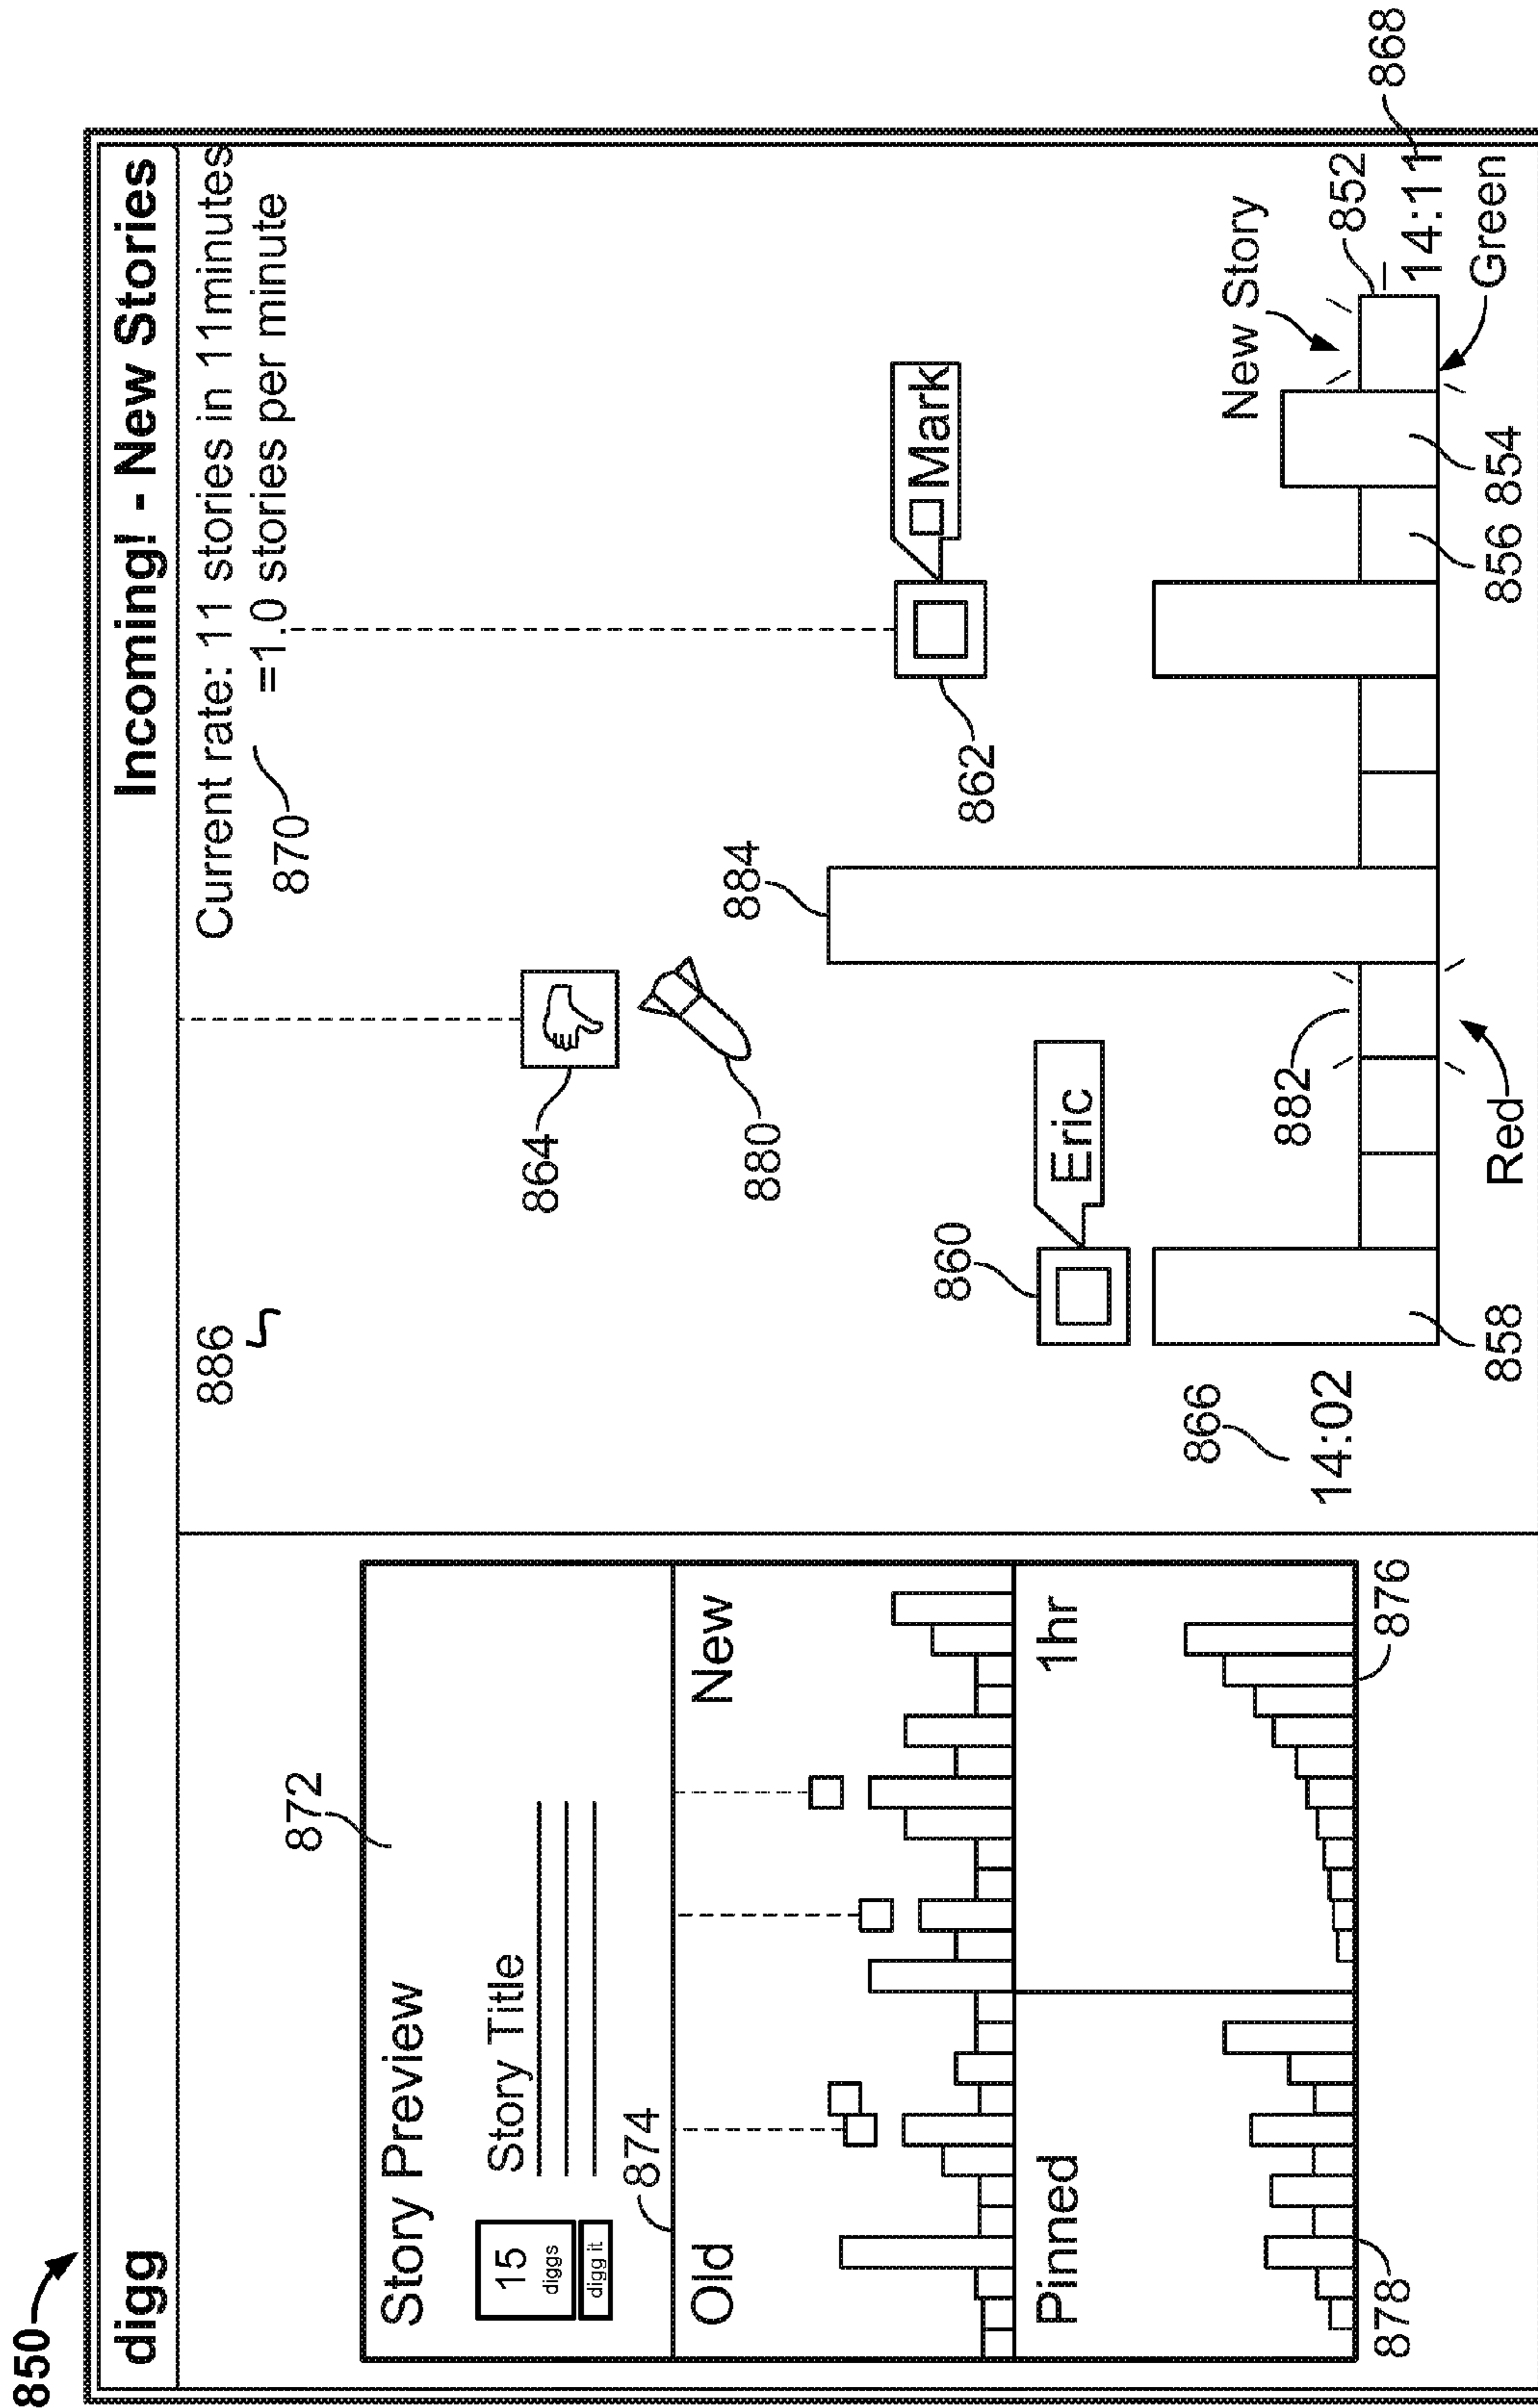 850
digg
Incoming! - New Stories
Story Preview
872
15
diggs
digg it
Story Title
874
Old
New
Pinned
1hr
878
876
886
Current rate: 11 stories in 11minutes
=1.0 stories per minute
870
864
880
884
862
Mark
860
Eric
New Story
852
868
14:11
Green
866
14:02
882
858
Red
856
854